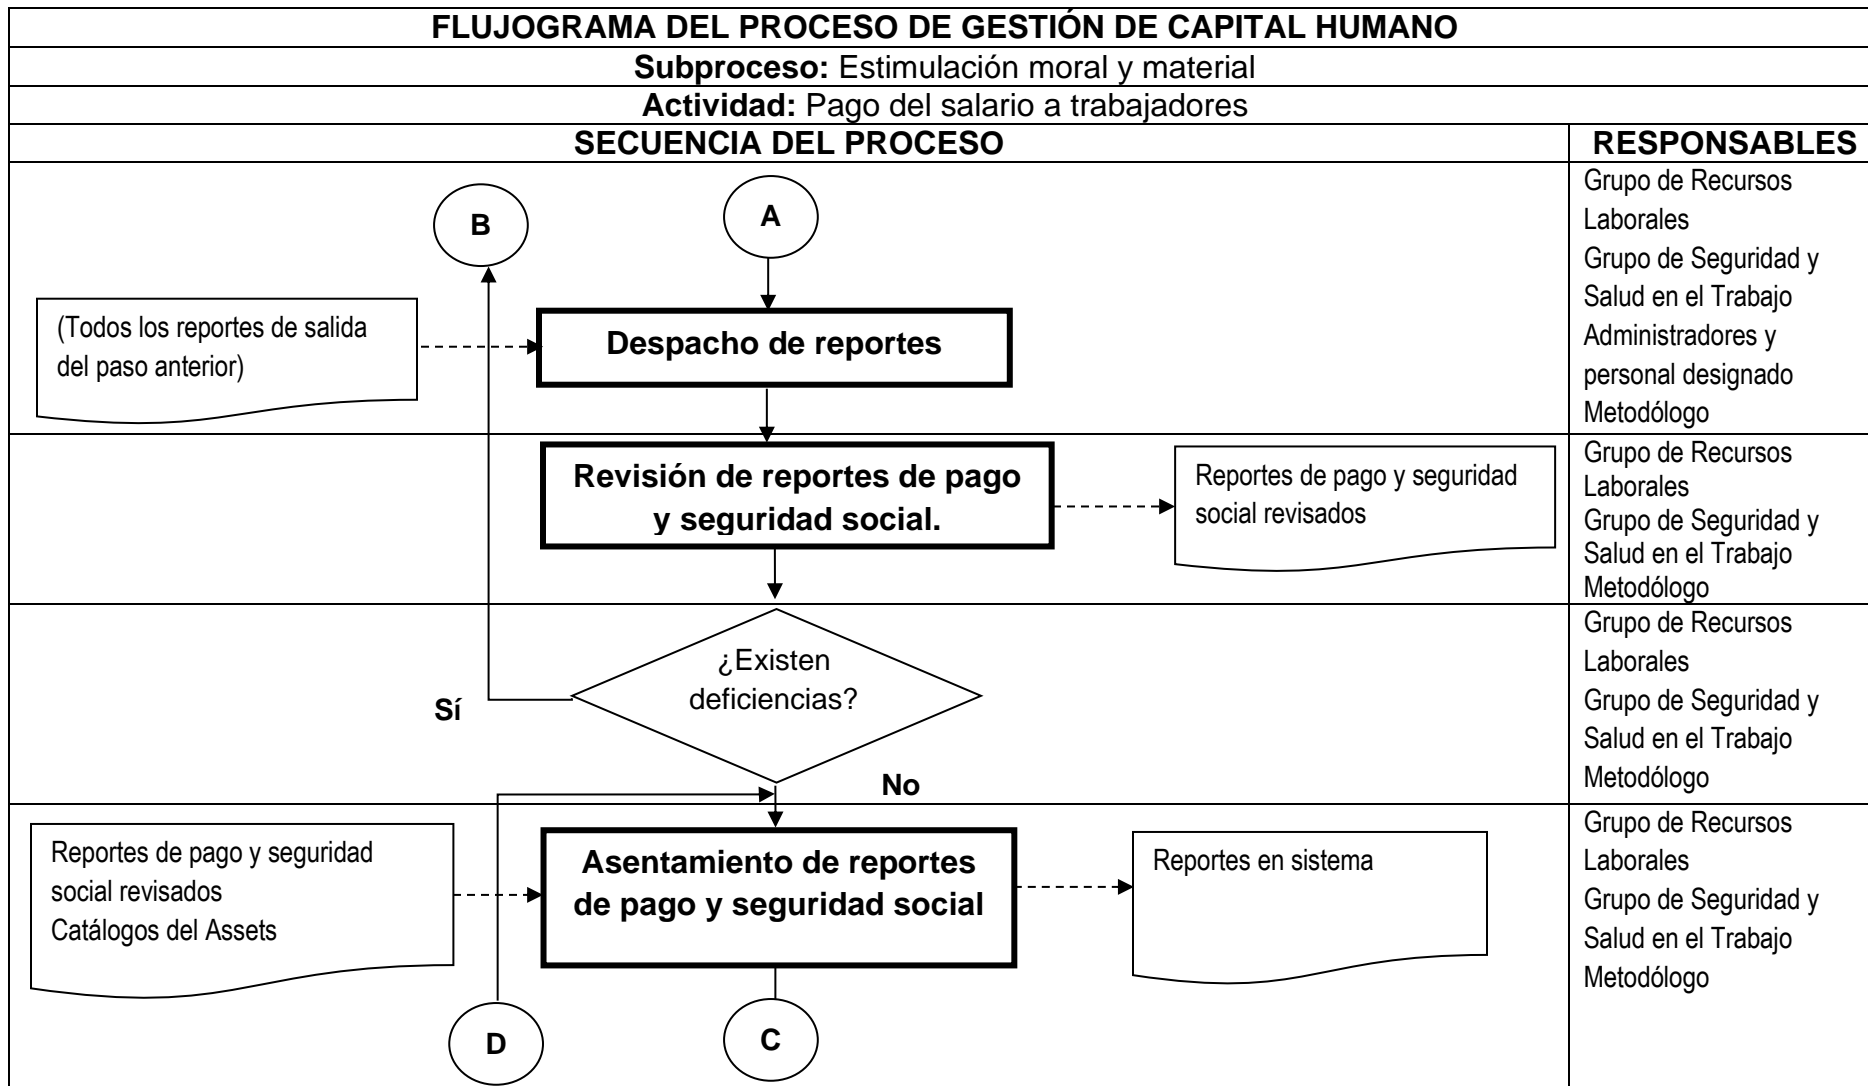 FLUJOGRAMA DEL PROCESO DE GESTIÓN DE CAPITAL HUMANO
Subproceso: Estimulación moral y material
Actividad: Pago del salario a trabajadores
SECUENCIA DEL PROCESO
RESPONSABLES
B
A
(Todos los reportes de salida
del paso anterior)
Despacho de reportes
Grupo de Recursos
Laborales
Grupo de Seguridad y
Salud en el Trabajo
Administradores y
personal designado
Metodólogo
Revisión de reportes de pago
y seguridad social.
Reportes de pago y seguridad
social revisados
Grupo de Recursos
Laborales
Grupo de Seguridad y
Salud en el Trabajo
Metodólogo
¿Existen
deficiencias?
Sí
No
Grupo de Recursos
Laborales
Grupo de Seguridad y
Salud en el Trabajo
Metodólogo
Reportes de pago y seguridad
social revisados
Catálogos del Assets
Asentamiento de reportes
de pago y seguridad social
Reportes en sistema
Grupo de Recursos
Laborales
Grupo de Seguridad y
Salud en el Trabajo
Metodólogo
D
C